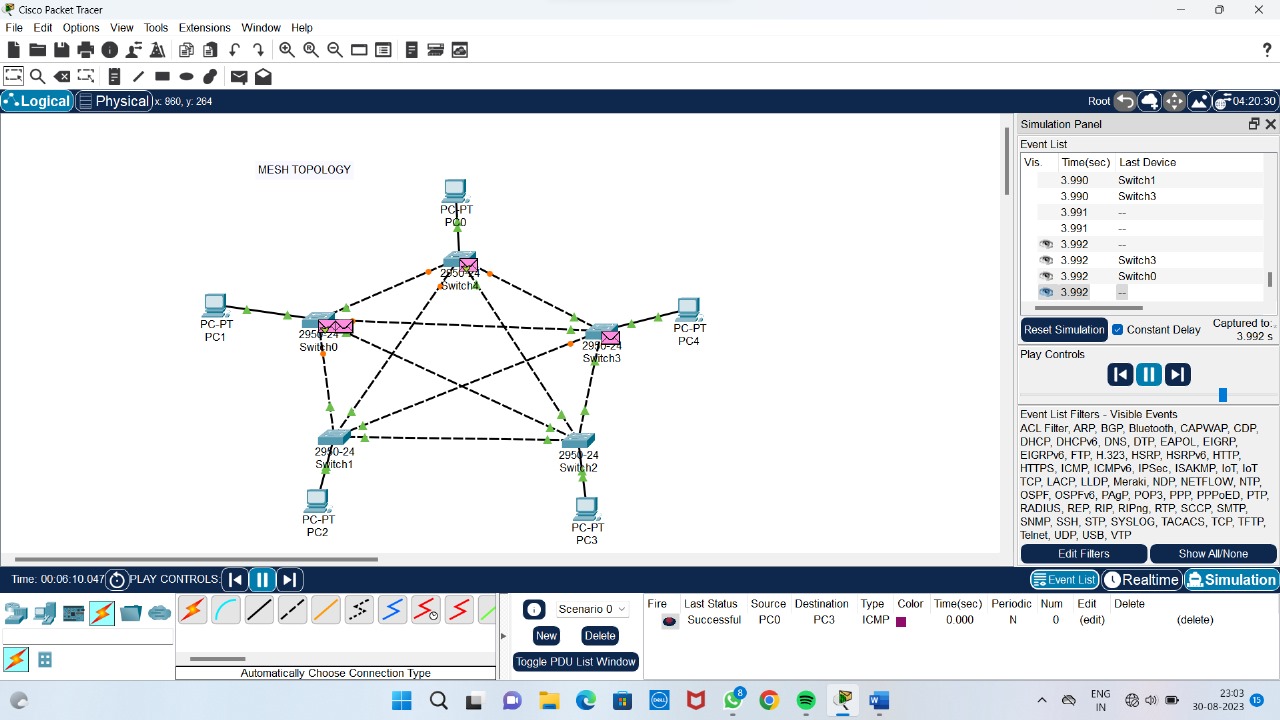 Cisco Packet Tracer
File Edit Options View Tools Extensions Window Help
?
Logical Physical x: 860, y: 264 Root 04:20:30
MESH TOPOLOGY
PC-PT
PC0
2950-24
Switch4
PC-PT
PC1
2950-24
Switch0
2950-24
Switch3
PC-PT
PC4
2950-24
Switch1
2950-24
Switch2
PC-PT
PC2
PC-PT
PC3
Simulation Panel
Event List
Vis. Time(sec) Last Device
3.990 Switch1
3.990 Switch3
3.991 --
3.991 --
3.992 --
3.992 Switch3
3.992 Switch0
3.992 --
Reset Simulation Constant Delay Captured to:
3.992 s
Play Controls
Event List Filters - Visible Events
ACL Filter, ARP, BGP, Bluetooth, CAPWAP, CDP,
DHCP, DHCPv6, DNS, DTP, EAPOL, EIGRP,
EIGRPv6, FTP, H.323, HSRP, HSRPv6, HTTP,
HTTPS, ICMP, ICMPv6, IPSec, ISAKMP, IoT, IoT
TCP, LACP, LLDP, Meraki, NDP, NETFLOW, NTP,
OSPF, OSPFv6, PAgP, POP3, PPP, PPPoED, PTP,
RADIUS, REP, RIP, RIPng, RTP, SCCP, SMTP,
SNMP, SSH, STP, SYSLOG, TACACS, TCP, TFTP,
Telnet, UDP, USB, VTP
Edit Filters Show All/None
Time: 00:06:10.047 PLAY CONTROLS: Event List Realtime Simulation
Scenario 0
New Delete
Toggle PDU List Window
Fire Last Status Source Destination Type Color Time(sec) Periodic Num Edit Delete
Successful PC0 PC3 ICMP 0.000 N 0 (edit) (delete)
Automatically Choose Connection Type
DELL
8
ENG
IN
23:03
30-08-2023
15